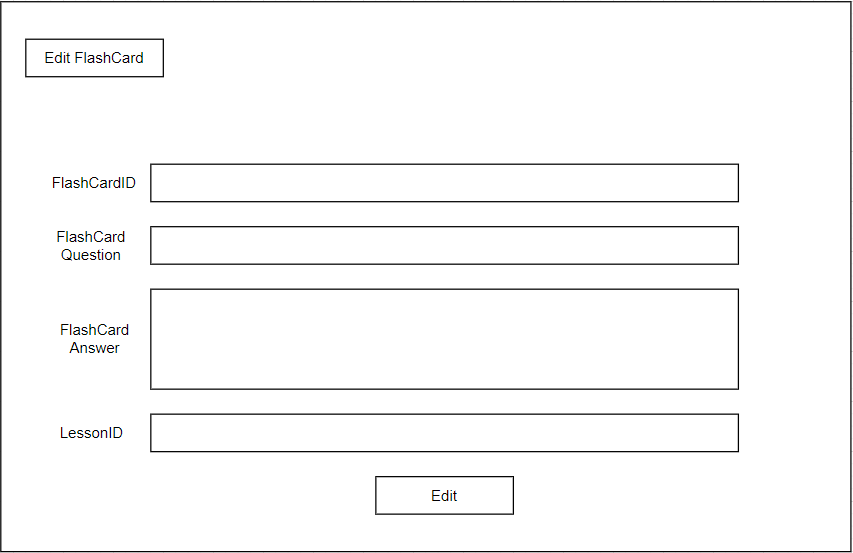 Edit FlashCard
FlashCardID
FlashCard
Question
FlashCard
Answer
LessonID
Edit